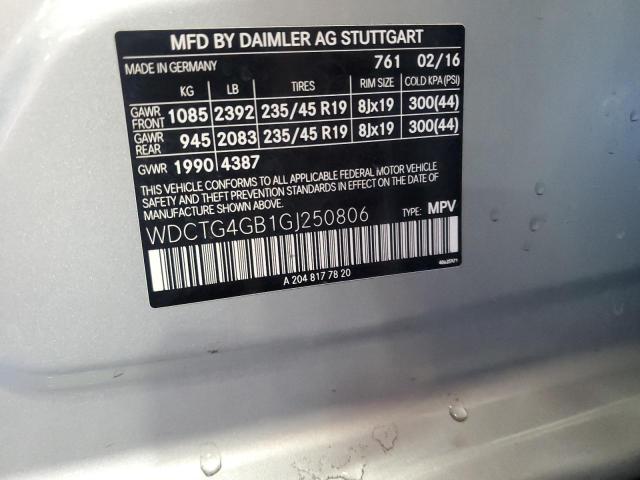 MFD BY DAIMLER AG STUTTGART
MADE IN GERMANY 761 02/16
KG LB TIRES RIM SIZE COLD KPA (PSI)
GAWR FRONT 1085 2392 235/45 R19 8Jx19 300(44)
GAWR REAR 945 2083 235/45 R19 8Jx19 300(44)
GVWR 1990 4387
THIS VEHICLE CONFORMS TO ALL APPLICABLE FEDERAL MOTOR VEHICLE
SAFETY AND THEFT PREVENTION STANDARDS
IN EFFECT ON THE DATE OF MANUFACTURE SHOWN ABOVE.
WDCTG4GB1GJ250806 TYPE: MPV
A 204 817 78 20